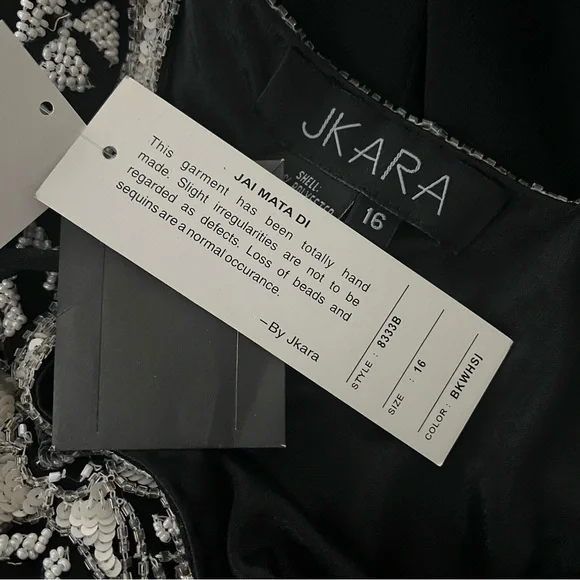 JKARA
SHELL:
16
JAI MATA DI
This garment has been totally hand
made. Slight irregularities are not to be
regarded as defects. Loss of beads and
sequins are a normal occurance.
–By Jkara
STYLE : 8333B
SIZE : 16
COLOR : BKWHSI